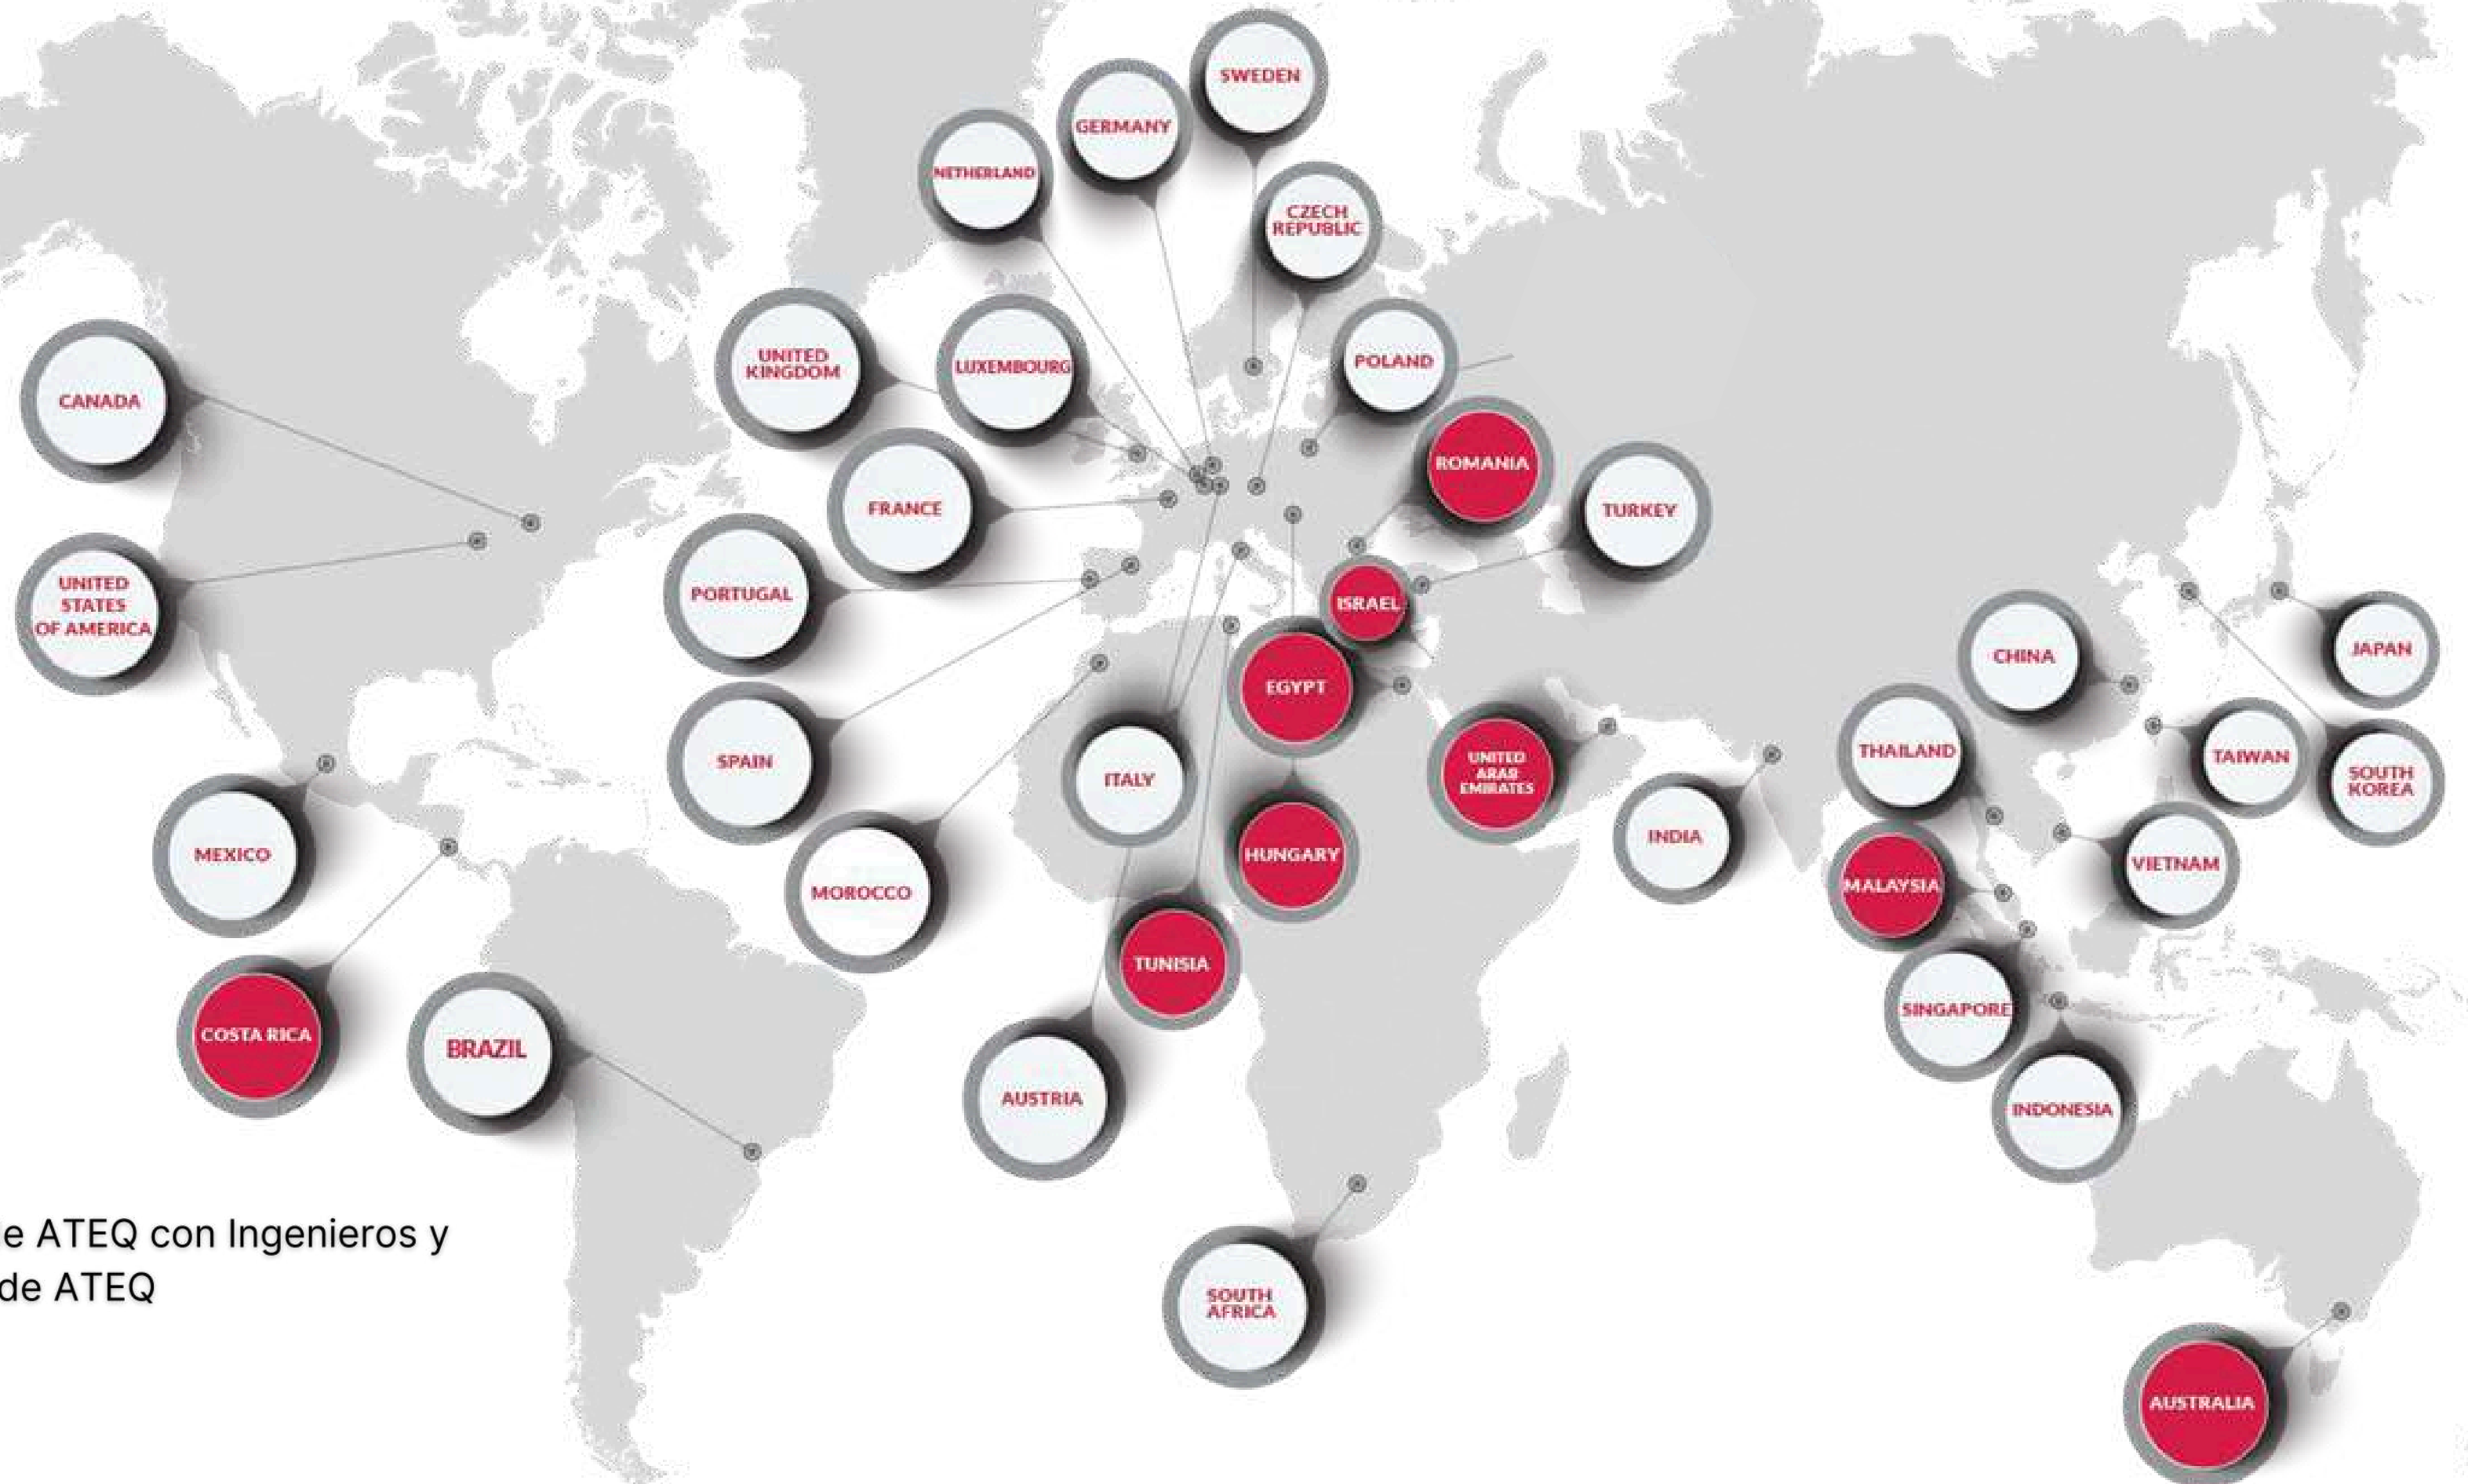 SWEDEN
GERMANY
NETHERLAND
CZECH
REPUBLIC
UNITED
KINGDOM
LUXEMBOURG
POLAND
CANADA
ROMANIA
FRANCE
TURKEY
UNITED
STATES
OF AMERICA
PORTUGAL
ISRAEL
CHINA
JAPAN
EGYPT
SPAIN
ITALY
UNITED
ARAB
EMIRATES
THAILAND
TAIWAN
SOUTH
KOREA
MEXICO
MOROCCO
HUNGARY
INDIA
MALAYSIA
VIETNAM
TUNISIA
COSTA RICA
BRAZIL
SINGAPORE
AUSTRIA
INDONESIA
e ATEQ con Ingenieros y
de ATEQ
SOUTH
AFRICA
AUSTRALIA